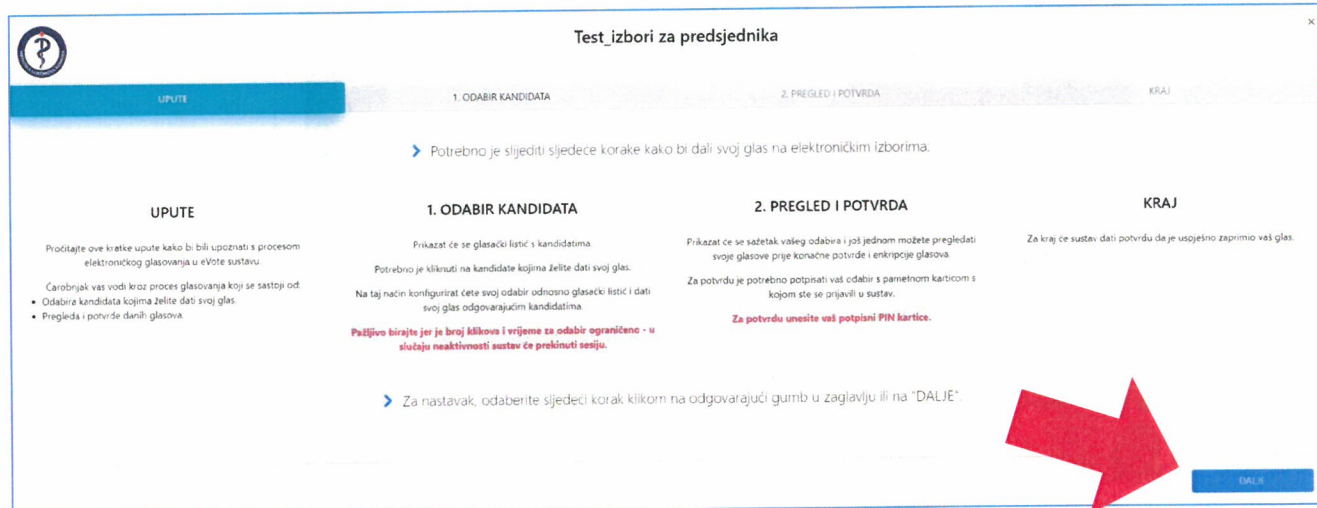 Test_izbori za predsjednika
×
UPUTE
1. ODABIR KANDIDATA
2. PREGLED I POTVRDA
KRAJ
Potrebno je slijediti sljedeće korake kako bi dali svoj glas na elektroničkim izborima:
UPUTE
Pročitajte ove kratke upute kako bi bili upoznati s procesom
elektroničkog glasovanja u eVote sustavu.
Čarobnjak vas vodi kroz proces glasovanja koji se sastoji od:
• Odabira kandidata kojima želite dati svoj glas.
• Pregleda i potvrde danih glasova.
1. ODABIR KANDIDATA
Prikazat će se glasački listić s kandidatima.
Potrebno je kliknuti na kandidate kojima želite dati svoj glas.
Na taj način konfigurirat ćete svoj odabir odnosno glasački listić i dati
svoj glas odgovarajućim kandidatima.
Pažljivo birajte jer je broj klikova i vrijeme za odabir ograničeno - u
slučaju neaktivnosti sustav će prekinuti sesiju.
2. PREGLED I POTVRDA
Prikazat će se sažetak vašeg odabira i još jednom možete pregledati
svoje glasove prije konačne potvrde i enkripcije glasova.
Za potvrdu je potrebno potpisati vaš odabir s pametnom karticom s
kojom ste se prijavili u sustav.
Za potvrdu unesite vaš potpisni PIN kartice.
KRAJ
Za kraj će sustav dati potvrdu da je uspješno zaprimio vaš glas.
Za nastavak, odaberite sljedeći korak klikom na odgovarajući gumb u zaglavlju ili na "DALJE".
DALJE